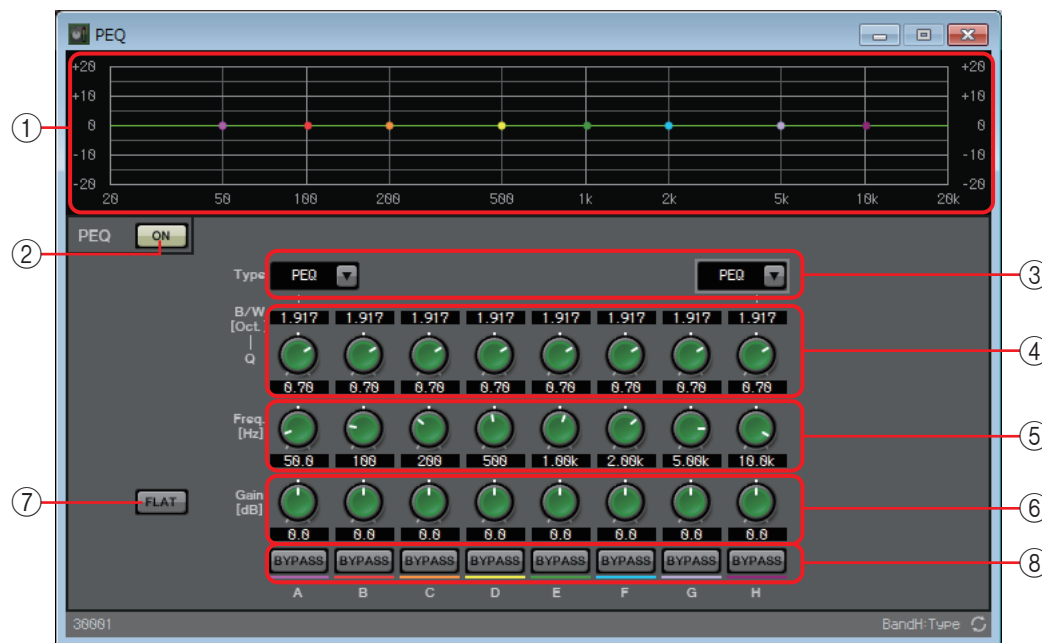 PEQ
+20 +20
+10 +10
① 0 0
-10 -10
-20 -20
20 50 100 200 500 1k 2k 5k 10k 20k
② PEQ ON
Type PEQ PEQ ③
B/W 1.917 1.917 1.917 1.917 1.917 1.917 1.917 1.917
[Oct.]
| ④
Q
0.70 0.70 0.70 0.70 0.70 0.70 0.70 0.70
Freq.
[Hz] ⑤
50.0 100 200 500 1.00k 2.00k 5.00k 10.0k
⑦ FLAT Gain
[dB] ⑥
0.0 0.0 0.0 0.0 0.0 0.0 0.0 0.0
BYPASS BYPASS BYPASS BYPASS BYPASS BYPASS BYPASS BYPASS ⑧
A B C D E F G H
30001 BandH:Type